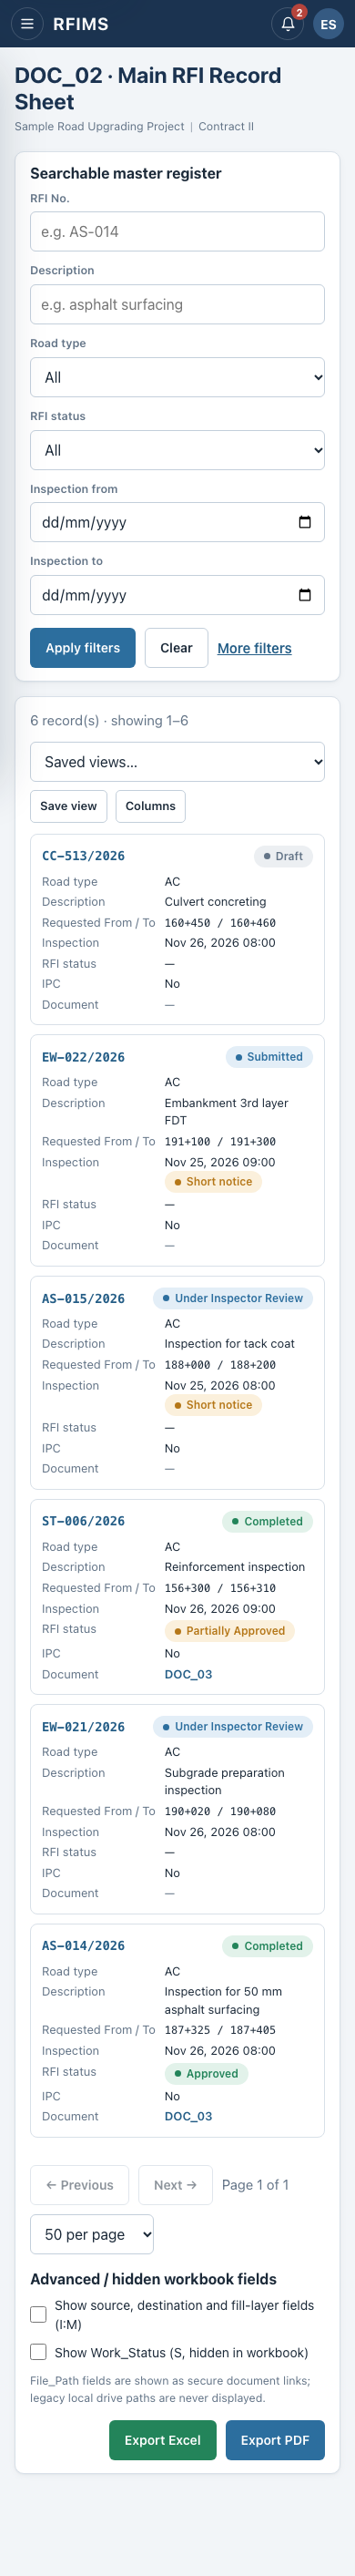 RFIMS
2
ES
DOC_02 · Main RFI Record
Sheet
Sample Road Upgrading Project | Contract II
Searchable master register
RFI No.
e.g. AS-014
Description
e.g. asphalt surfacing
Road type
All
RFI status
All
Inspection from
dd/mm/yyyy
Inspection to
dd/mm/yyyy
Apply filters
Clear
More filters
6 record(s) · showing 1–6
Saved views...
Save view
Columns
CC-513/2026
Draft
Road type AC
Description Culvert concreting
Requested From / To 160+450 / 160+460
Inspection Nov 26, 2026 08:00
RFI status —
IPC No
Document —
EW-022/2026
Submitted
Road type AC
Description Embankment 3rd layer
FDT
Requested From / To 191+100 / 191+300
Inspection Nov 25, 2026 09:00
Short notice
RFI status —
IPC No
Document —
AS-015/2026
Under Inspector Review
Road type AC
Description Inspection for tack coat
Requested From / To 188+000 / 188+200
Inspection Nov 25, 2026 08:00
Short notice
RFI status —
IPC No
Document —
ST-006/2026
Completed
Road type AC
Description Reinforcement inspection
Requested From / To 156+300 / 156+310
Inspection Nov 26, 2026 09:00
RFI status Partially Approved
IPC No
Document DOC_03
EW-021/2026
Under Inspector Review
Road type AC
Description Subgrade preparation
inspection
Requested From / To 190+020 / 190+080
Inspection Nov 26, 2026 08:00
RFI status —
IPC No
Document —
AS-014/2026
Completed
Road type AC
Description Inspection for 50 mm
asphalt surfacing
Requested From / To 187+325 / 187+405
Inspection Nov 26, 2026 08:00
RFI status Approved
IPC No
Document DOC_03
← Previous
Next →
Page 1 of 1
50 per page
Advanced / hidden workbook fields
Show source, destination and fill-layer fields
(I:M)
Show Work_Status (S, hidden in workbook)
File_Path fields are shown as secure document links;
legacy local drive paths are never displayed.
Export Excel
Export PDF